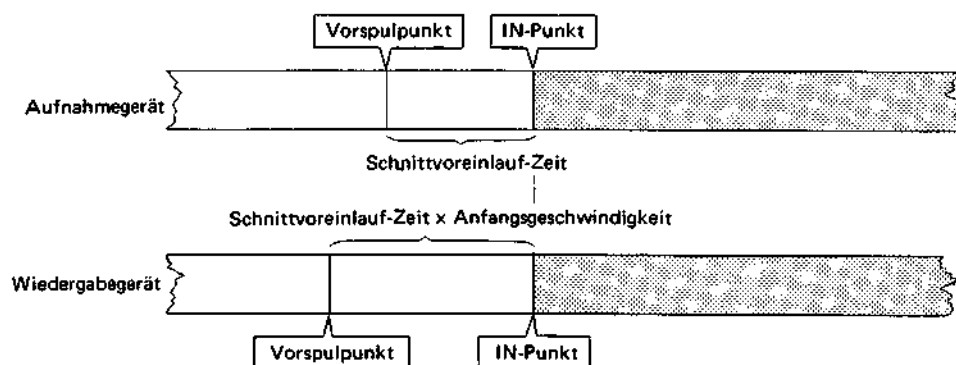 Vorspulpunkt IN-Punkt
Aufnahmegerät
Schnittvoreinlauf-Zeit
Schnittvoreinlauf-Zeit x Anfangsgeschwindigkeit
Wiedergabegerät
Vorspulpunkt IN-Punkt